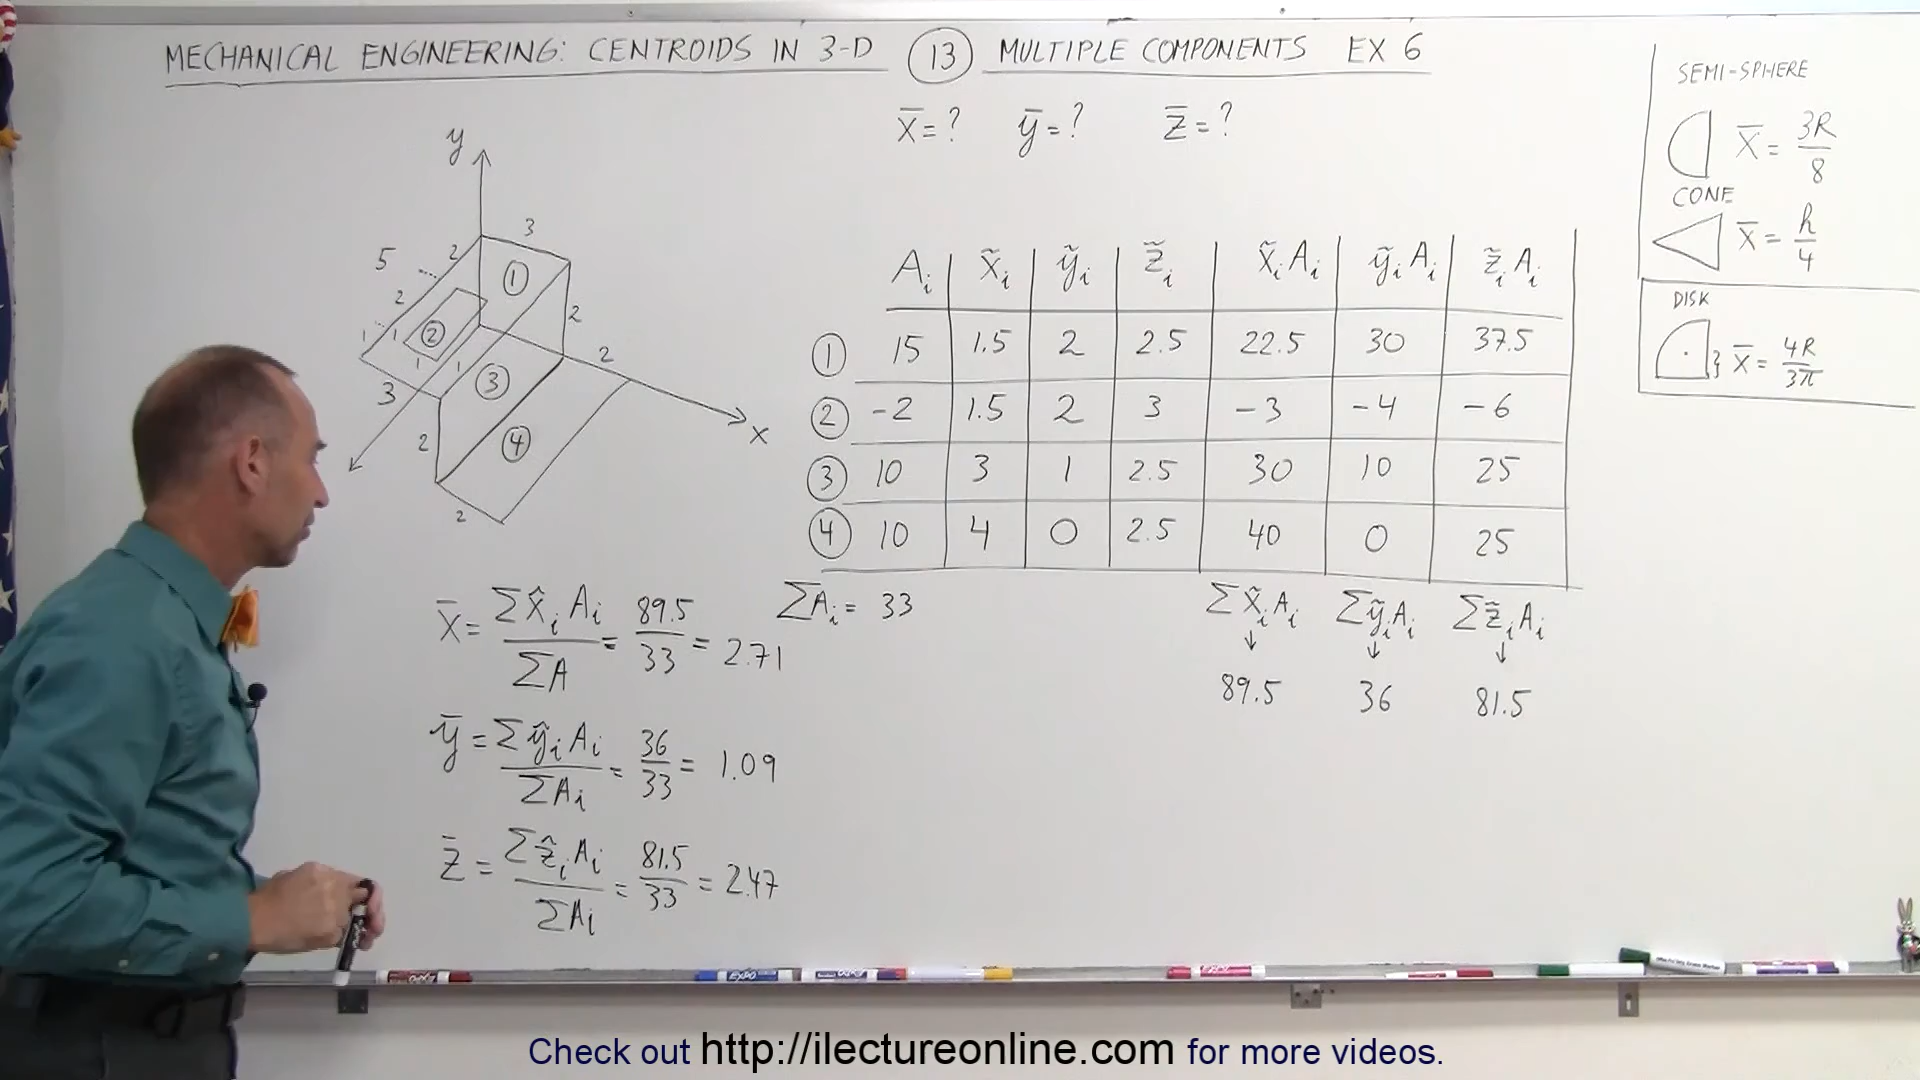 MECHANICAL ENGINEERING: CENTROIDS IN 3-D (13) MULTIPLE COMPONENTS EX 6
x̄ = ? ȳ = ? z̄ = ?
y
3
2
5
①
2
2
②
1
1
1
1
2
③
3
2
④
x
2
Aᵢ x̃ᵢ ỹᵢ z̃ᵢ x̃ᵢAᵢ ỹᵢAᵢ z̃ᵢAᵢ
① 15 1.5 2 2.5 22.5 30 37.5
② -2 1.5 2 3 -3 -4 -6
③ 10 3 1 2.5 30 10 25
④ 10 4 0 2.5 40 0 25
ΣAᵢ = 33 Σx̃ᵢAᵢ ΣỹᵢAᵢ Σz̃ᵢAᵢ
↓ ↓ ↓
89.5 36 81.5
x̄ = Σx̂ᵢAᵢ / ΣA = 89.5/33 = 2.71
ȳ = Σŷᵢ Aᵢ / ΣAᵢ = 36/33 = 1.09
z̄ = Σẑᵢ Aᵢ / ΣAᵢ = 81.5/33 = 2.47
SEMI-SPHERE
x̄ = 3R/8
CONE
x̄ = h/4
DISK
} x̄ = 4R/3π
EXPO
EXPO
Check out http://ilectureonline.com for more videos.